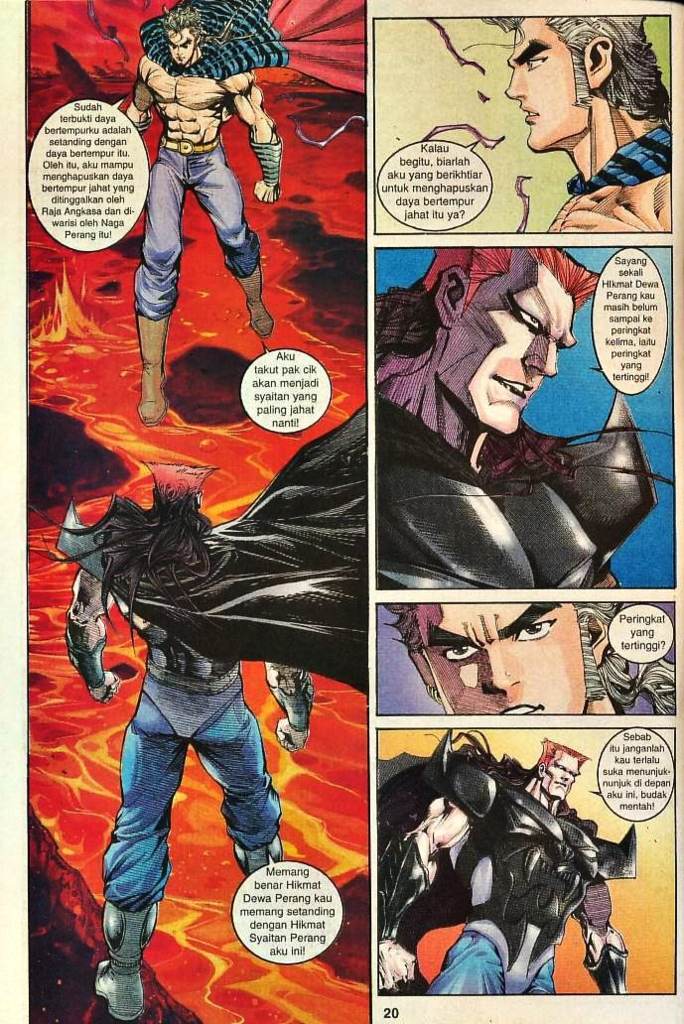 Sudah
terbukti daya
bertempurku adalah
setanding dengan
daya bertempur itu.
Oleh itu, aku mampu
menghapuskan daya
bertempur jahat yang
ditinggalkan oleh
Raja Angkasa dan di-
warisi oleh Naga
Perang itu!
Aku
takut pak cik
akan menjadi
syaitan yang
paling jahat
nanti!
Memang
benar Hikmat
Dewa Perang kau
memang setanding
dengan Hikmat
Syaitan Perang
aku ini!
Kalau
begitu, biarlah
aku yang berikhtiar
untuk menghapuskan
daya bertempur
jahat itu ya?
Sayang
sekali
HIkmat Dewa
Perang kau
masih belum
sampai ke
peringkat
kelima, iaitu
peringkat
yang
tertinggi!
Peringkat
yang
tertinggi?
Sebab
itu janganlah
kau terlalu
suka menunjuk-
nunjuk di depan
aku ini, budak
mentah!
20